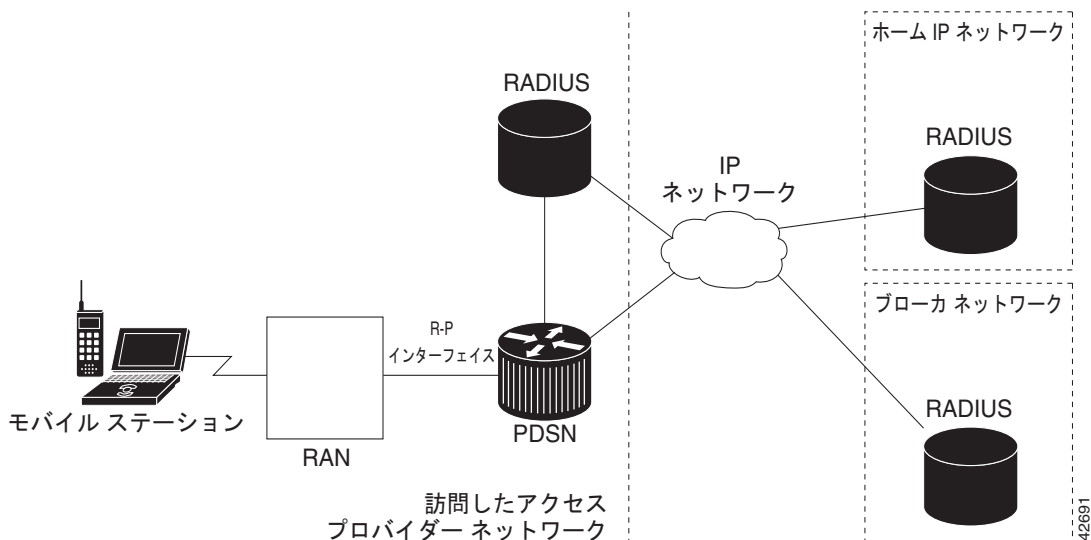 ホーム IP ネットワーク
RADIUS
RADIUS
IP
ネットワーク
ブローカ ネットワーク
R-P
インターフェイス
モバイル ステーション
RAN
PDSN
RADIUS
訪問したアクセス
プロバイダー ネットワーク
42691